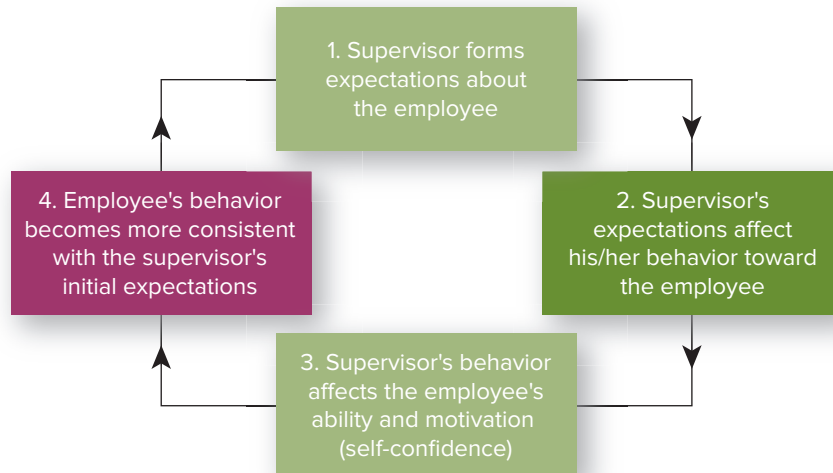 1. Supervisor forms
expectations about
the employee
2. Supervisor's
expectations affect
his/her behavior toward
the employee
3. Supervisor's behavior
affects the employee's
ability and motivation
(self-confidence)
4. Employee's behavior
becomes more consistent
with the supervisor's
initial expectations